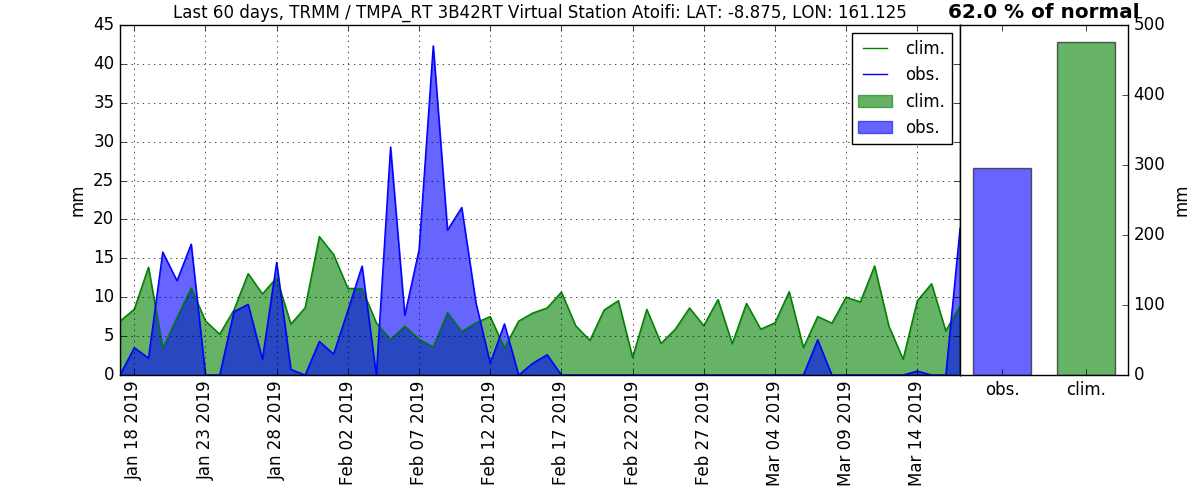 Last 60 days, TRMM / TMPA_RT 3B42RT Virtual Station Atoifi: LAT: -8.875, LON: 161.125
62.0 % of normal
45
40
35
30
25
20
15
10
5
0
mm
clim.
obs.
clim.
obs.
500
400
300
200
100
0
mm
obs.
clim.
Jan 18 2019
Jan 23 2019
Jan 28 2019
Feb 02 2019
Feb 07 2019
Feb 12 2019
Feb 17 2019
Feb 22 2019
Feb 27 2019
Mar 04 2019
Mar 09 2019
Mar 14 2019